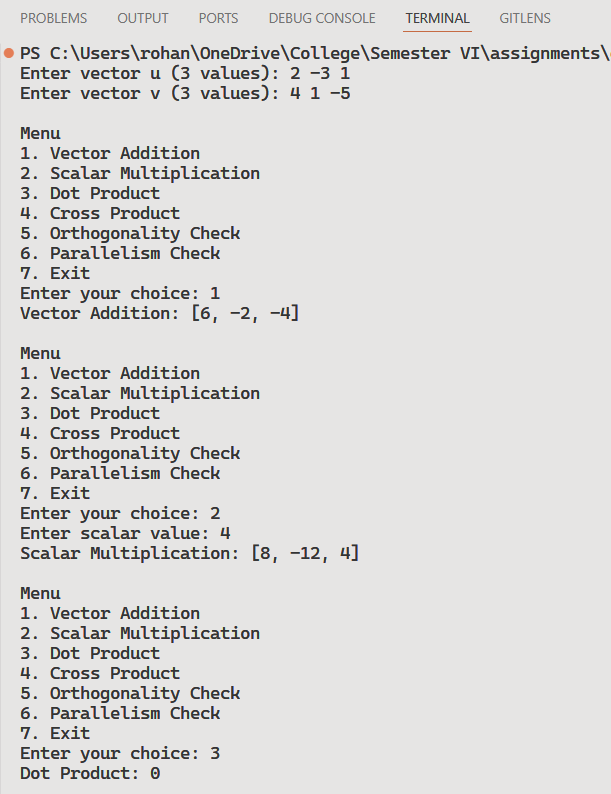 PROBLEMS OUTPUT PORTS DEBUG CONSOLE TERMINAL GITLENS
PS C:\Users\rohan\OneDrive\College\Semester VI\assignments\
Enter vector u (3 values): 2 -3 1
Enter vector v (3 values): 4 1 -5
Menu
1. Vector Addition
2. Scalar Multiplication
3. Dot Product
4. Cross Product
5. Orthogonality Check
6. Parallelism Check
7. Exit
Enter your choice: 1
Vector Addition: [6, -2, -4]
Menu
1. Vector Addition
2. Scalar Multiplication
3. Dot Product
4. Cross Product
5. Orthogonality Check
6. Parallelism Check
7. Exit
Enter your choice: 2
Enter scalar value: 4
Scalar Multiplication: [8, -12, 4]
Menu
1. Vector Addition
2. Scalar Multiplication
3. Dot Product
4. Cross Product
5. Orthogonality Check
6. Parallelism Check
7. Exit
Enter your choice: 3
Dot Product: 0